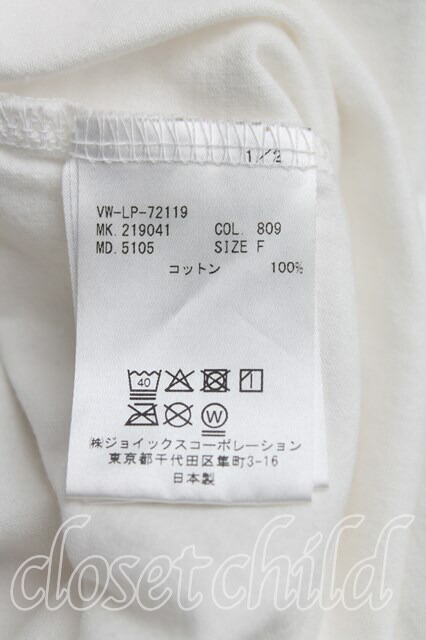 1/2
VW-LP-72119
MK. 219041 COL. 809
MD. 5105 SIZE F
コットン 100%
40
W
株ジョイックスコーポレーション
東京都千代田区隼町3-16
日本製
closet child